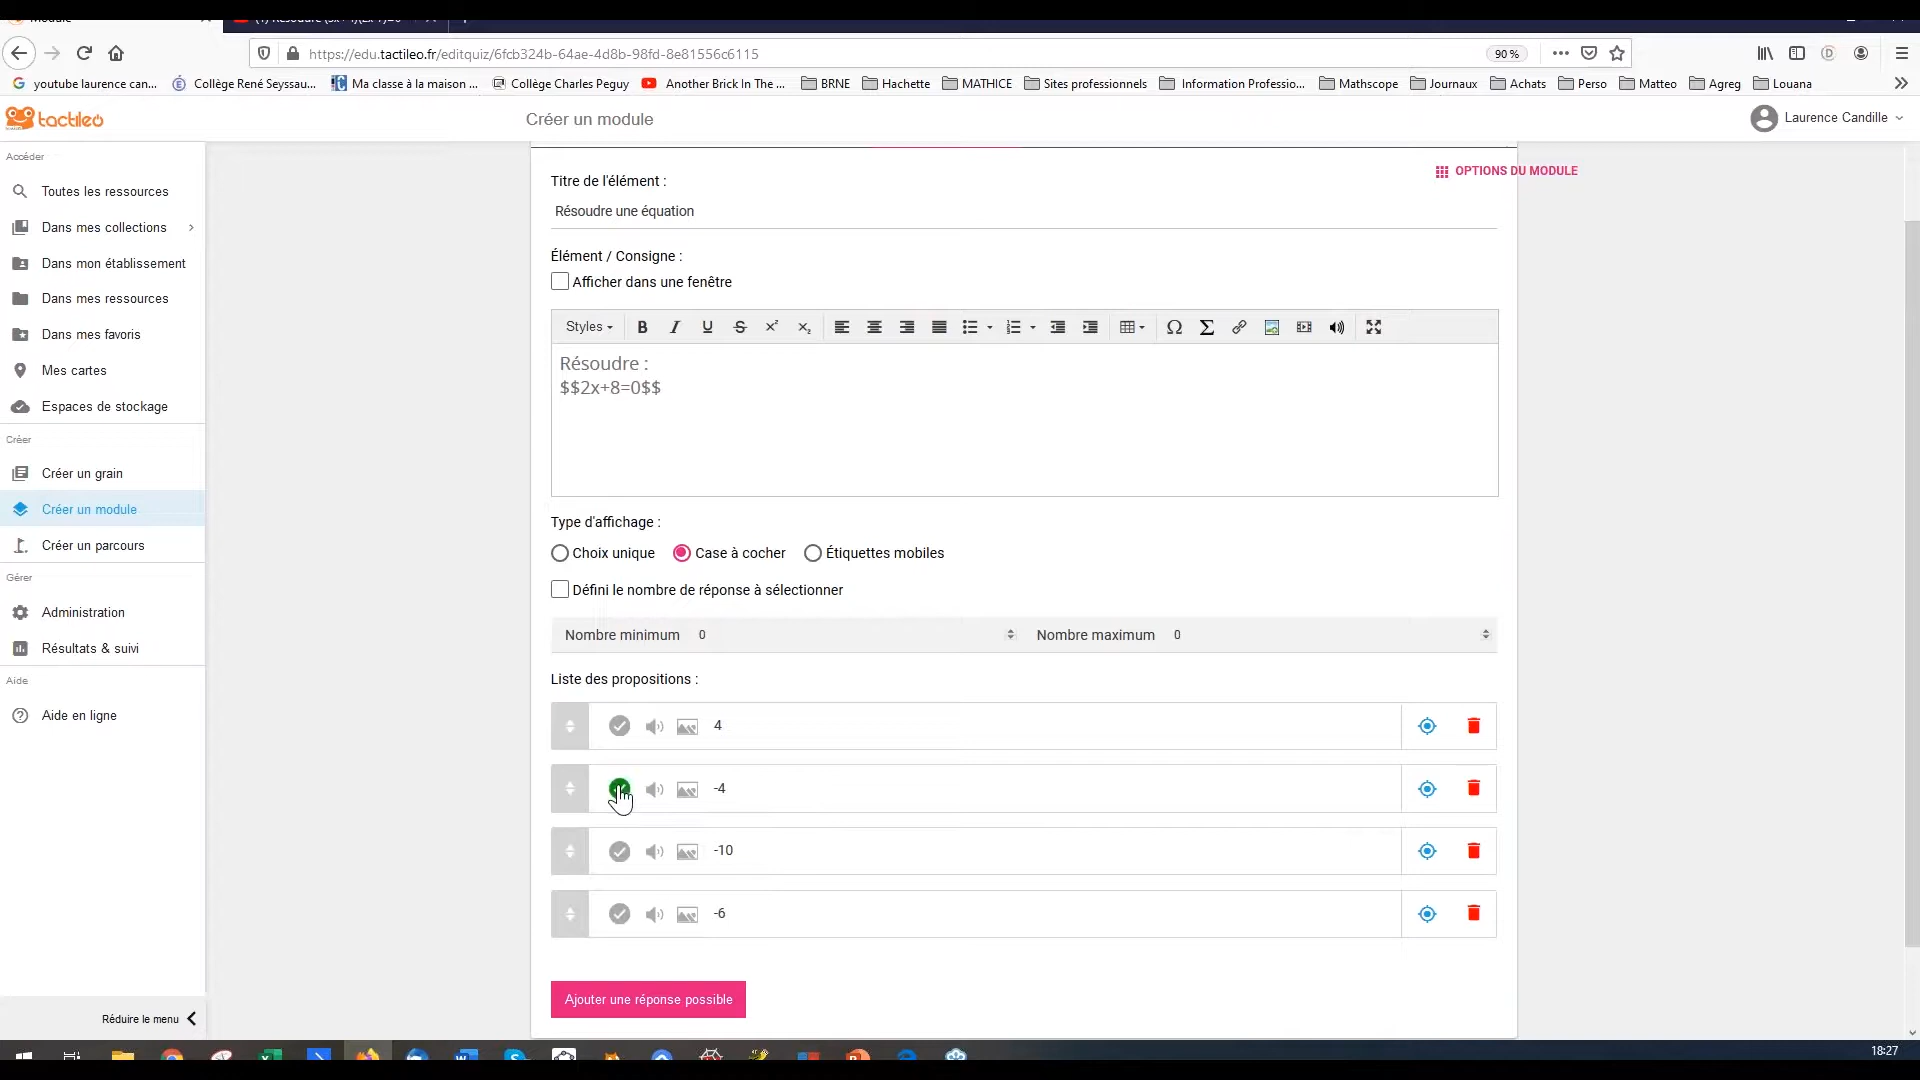 Module
https://edu.tactileo.fr/editquiz/6fcb324b-64ae-4d8b-98fd-8e81556c6115
90 %
youtube laurence can...
Collège René Seyssau...
Ma classe à la maison ...
Collège Charles Peguy
Another Brick In The ...
BRNE
Hachette
MATHICE
Sites professionnels
Information Professio...
Mathscope
Journaux
Achats
Perso
Matteo
Agreg
Louana
tactileo
Créer un module
Laurence Candille
Accéder
Toutes les ressources
Dans mes collections
Dans mon établissement
Dans mes ressources
Dans mes favoris
Mes cartes
Espaces de stockage
Créer
Créer un grain
Créer un module
Créer un parcours
Gérer
Administration
Résultats & suivi
Aide
Aide en ligne
Réduire le menu
OPTIONS DU MODULE
Titre de l'élément :
Résoudre une équation
Élément / Consigne :
Afficher dans une fenêtre
Styles
Résoudre :
$$2x+8=0$$
Type d'affichage :
Choix unique
Case à cocher
Étiquettes mobiles
Défini le nombre de réponse à sélectionner
Nombre minimum 0
Nombre maximum 0
Liste des propositions :
4
-4
-10
-6
Ajouter une réponse possible
18:27